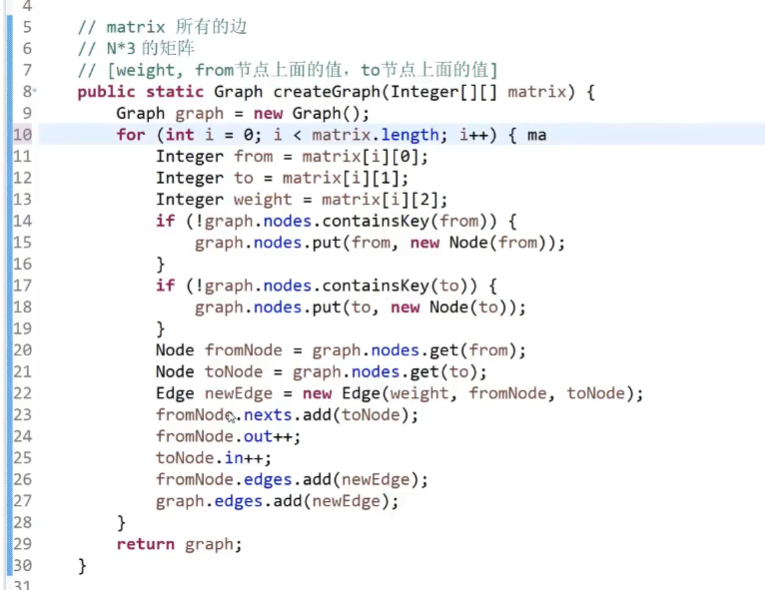 4
5 // matrix 所有的边
6 // N*3 的矩阵
7 // [weight, from节点上面的值，to节点上面的值]
8 public static Graph createGraph(Integer[][] matrix) {
9 Graph graph = new Graph();
10 for (int i = 0; i < matrix.length; i++) { ma
11 Integer from = matrix[i][0];
12 Integer to = matrix[i][1];
13 Integer weight = matrix[i][2];
14 if (!graph.nodes.containsKey(from)) {
15 graph.nodes.put(from, new Node(from));
16 }
17 if (!graph.nodes.containsKey(to)) {
18 graph.nodes.put(to, new Node(to));
19 }
20 Node fromNode = graph.nodes.get(from);
21 Node toNode = graph.nodes.get(to);
22 Edge newEdge = new Edge(weight, fromNode, toNode);
23 fromNode.nexts.add(toNode);
24 fromNode.out++;
25 toNode.in++;
26 fromNode.edges.add(newEdge);
27 graph.edges.add(newEdge);
28 }
29 return graph;
30 }
31